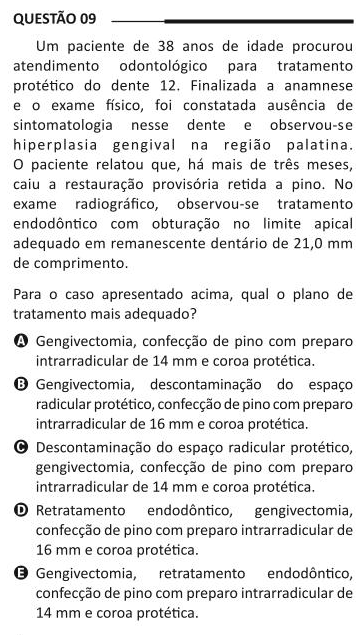 QUESTÃO 09
Um paciente de 38 anos de idade procurou
atendimento odontológico para tratamento
protético do dente 12. Finalizada a anamnese
e o exame físico, foi constatada ausência de
sintomatologia nesse dente e observou-se
hiperplasia gengival na região palatina.
O paciente relatou que, há mais de três meses,
caiu a restauração provisória retida a pino. No
exame radiográfico, observou-se tratamento
endodôntico com obturação no limite apical
adequado em remanescente dentário de 21,0 mm
de comprimento.
Para o caso apresentado acima, qual o plano de
tratamento mais adequado?
A Gengivectomia, confecção de pino com preparo
intrarradicular de 14 mm e coroa protética.
B Gengivectomia, descontaminação do espaço
radicular protético, confecção de pino com preparo
intrarradicular de 16 mm e coroa protética.
C Descontaminação do espaço radicular protético,
gengivectomia, confecção de pino com preparo
intrarradicular de 14 mm e coroa protética.
D Retratamento endodôntico, gengivectomia,
confecção de pino com preparo intrarradicular de
16 mm e coroa protética.
E Gengivectomia, retratamento endodôntico,
confecção de pino com preparo intrarradicular de
14 mm e coroa protética.